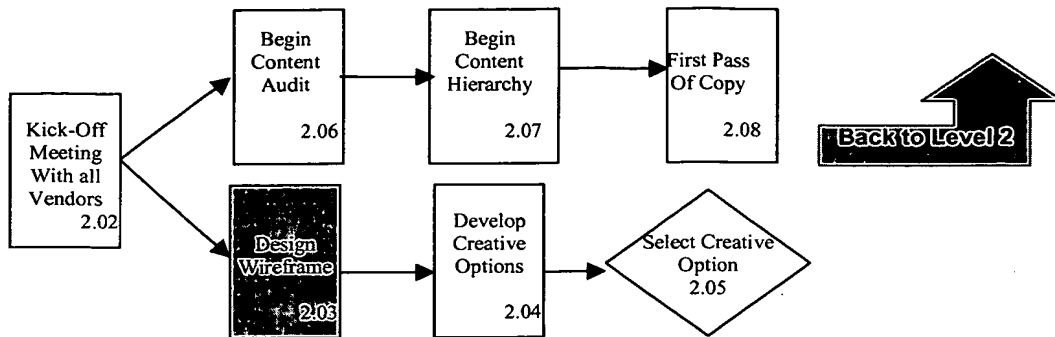 Kick-Off
Meeting
With all
Vendors
2.02
Begin
Content
Audit
2.06
Begin
Content
Hierarchy
2.07
First Pass
Of Copy
2.08
Back to Level 2
Design
Wireframe
2.03
Develop
Creative
Options
2.04
Select Creative
Option
2.05